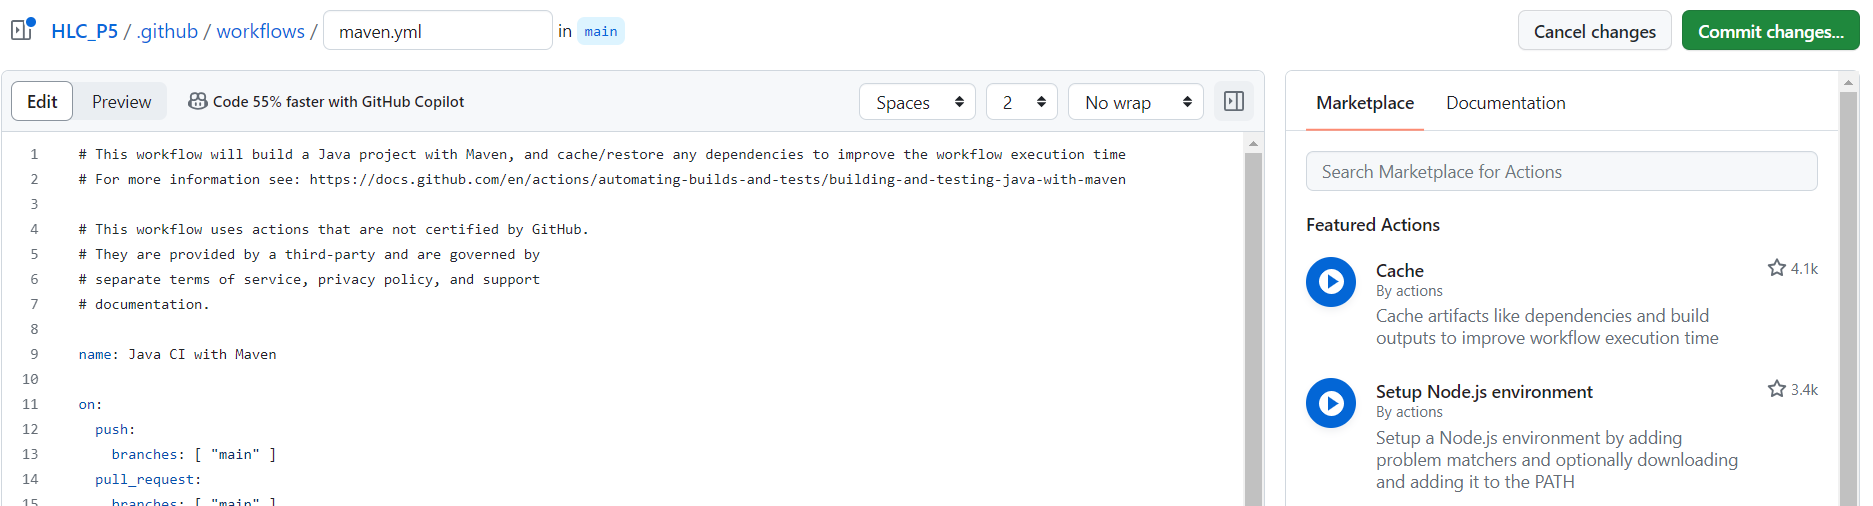 HLC_P5 / .github / workflows / maven.yml in main
Cancel changes
Commit changes...
Edit
Preview
Code 55% faster with GitHub Copilot
Spaces
2
No wrap
1 # This workflow will build a Java project with Maven, and cache/restore any dependencies to improve the workflow execution time
2 # For more information see: https://docs.github.com/en/actions/automating-builds-and-tests/building-and-testing-java-with-maven
3
4 # This workflow uses actions that are not certified by GitHub.
5 # They are provided by a third-party and are governed by
6 # separate terms of service, privacy policy, and support
7 # documentation.
8
9 name: Java CI with Maven
10
11 on:
12   push:
13     branches: [ "main" ]
14   pull_request:
15     branches: [ "main" ]
Marketplace
Documentation
Search Marketplace for Actions
Featured Actions
Cache
4.1k
By actions
Cache artifacts like dependencies and build
outputs to improve workflow execution time
Setup Node.js environment
3.4k
By actions
Setup a Node.js environment by adding
problem matchers and optionally downloading
and adding it to the PATH